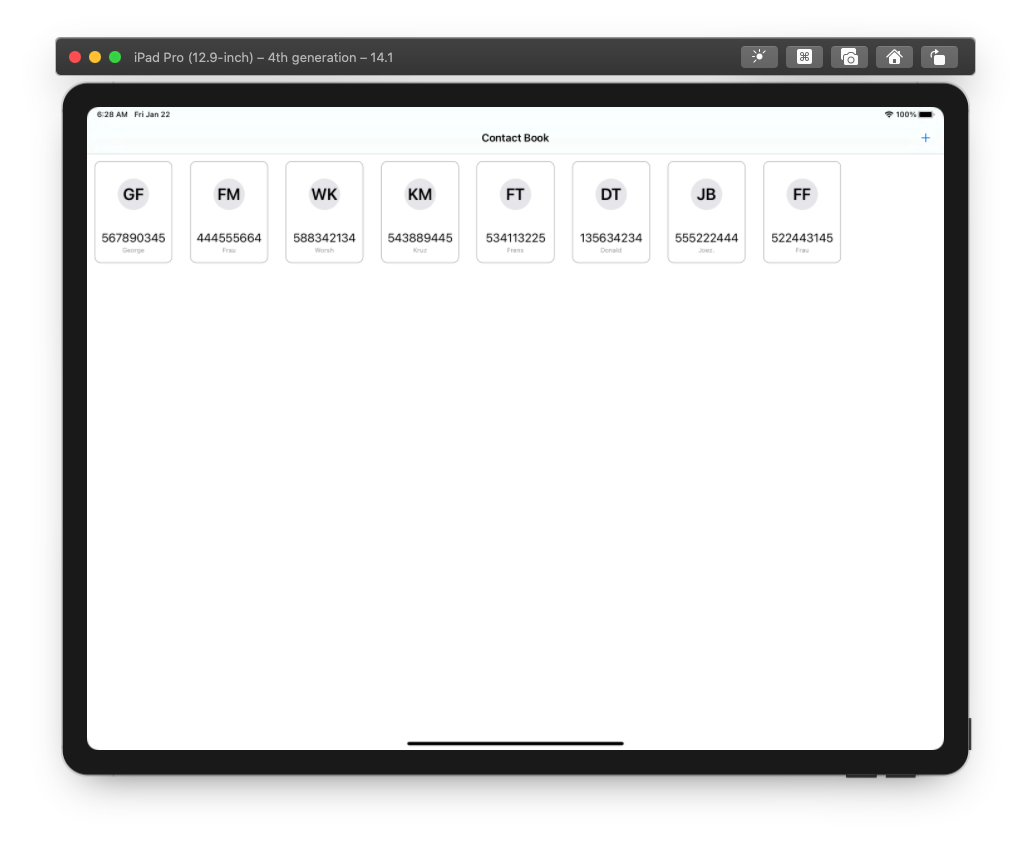 iPad Pro (12.9-inch) – 4th generation – 14.1
6:28 AM Fri Jan 22
100%
Contact Book
+
GF
567890345
George
FM
444555664
Frau
WK
588342134
Worsh
KM
543889445
Kruz
FT
534113225
Frens
DT
135634234
Donald
JB
555222444
Joez.
FF
522443145
Frau